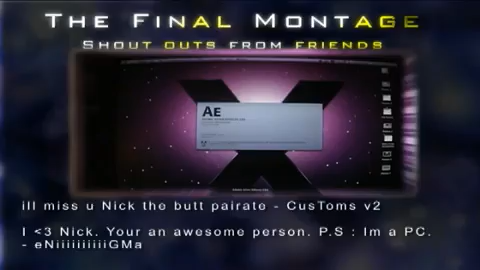 The Final Montage
Shout outs from friends
Ae
ill miss u Nick the butt pairate - CusToms v2
I <3 Nick. Your an awesome person. P.S : Im a PC.
- eNiiiiiiiiiiGMa